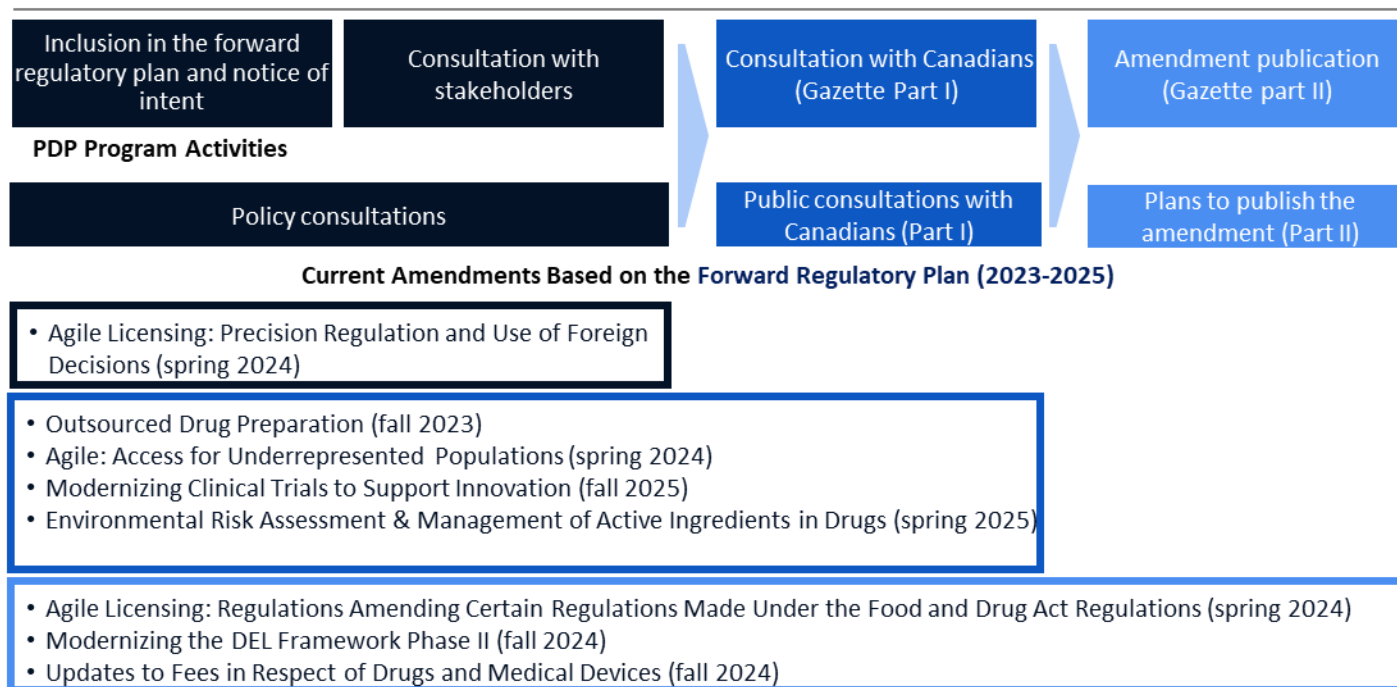 Inclusion in the forward
regulatory plan and notice of
intent
Consultation with
stakeholders
Consultation with Canadians
(Gazette Part I)
Amendment publication
(Gazette part II)
PDP Program Activities
Policy consultations
Public consultations with
Canadians (Part I)
Plans to publish the
amendment (Part II)
Current Amendments Based on the Forward Regulatory Plan (2023-2025)
• Agile Licensing: Precision Regulation and Use of Foreign
Decisions (spring 2024)
• Outsourced Drug Preparation (fall 2023)
• Agile: Access for Underrepresented Populations (spring 2024)
• Modernizing Clinical Trials to Support Innovation (fall 2025)
• Environmental Risk Assessment & Management of Active Ingredients in Drugs (spring 2025)
• Agile Licensing: Regulations Amending Certain Regulations Made Under the Food and Drug Act Regulations (spring 2024)
• Modernizing the DEL Framework Phase II (fall 2024)
• Updates to Fees in Respect of Drugs and Medical Devices (fall 2024)